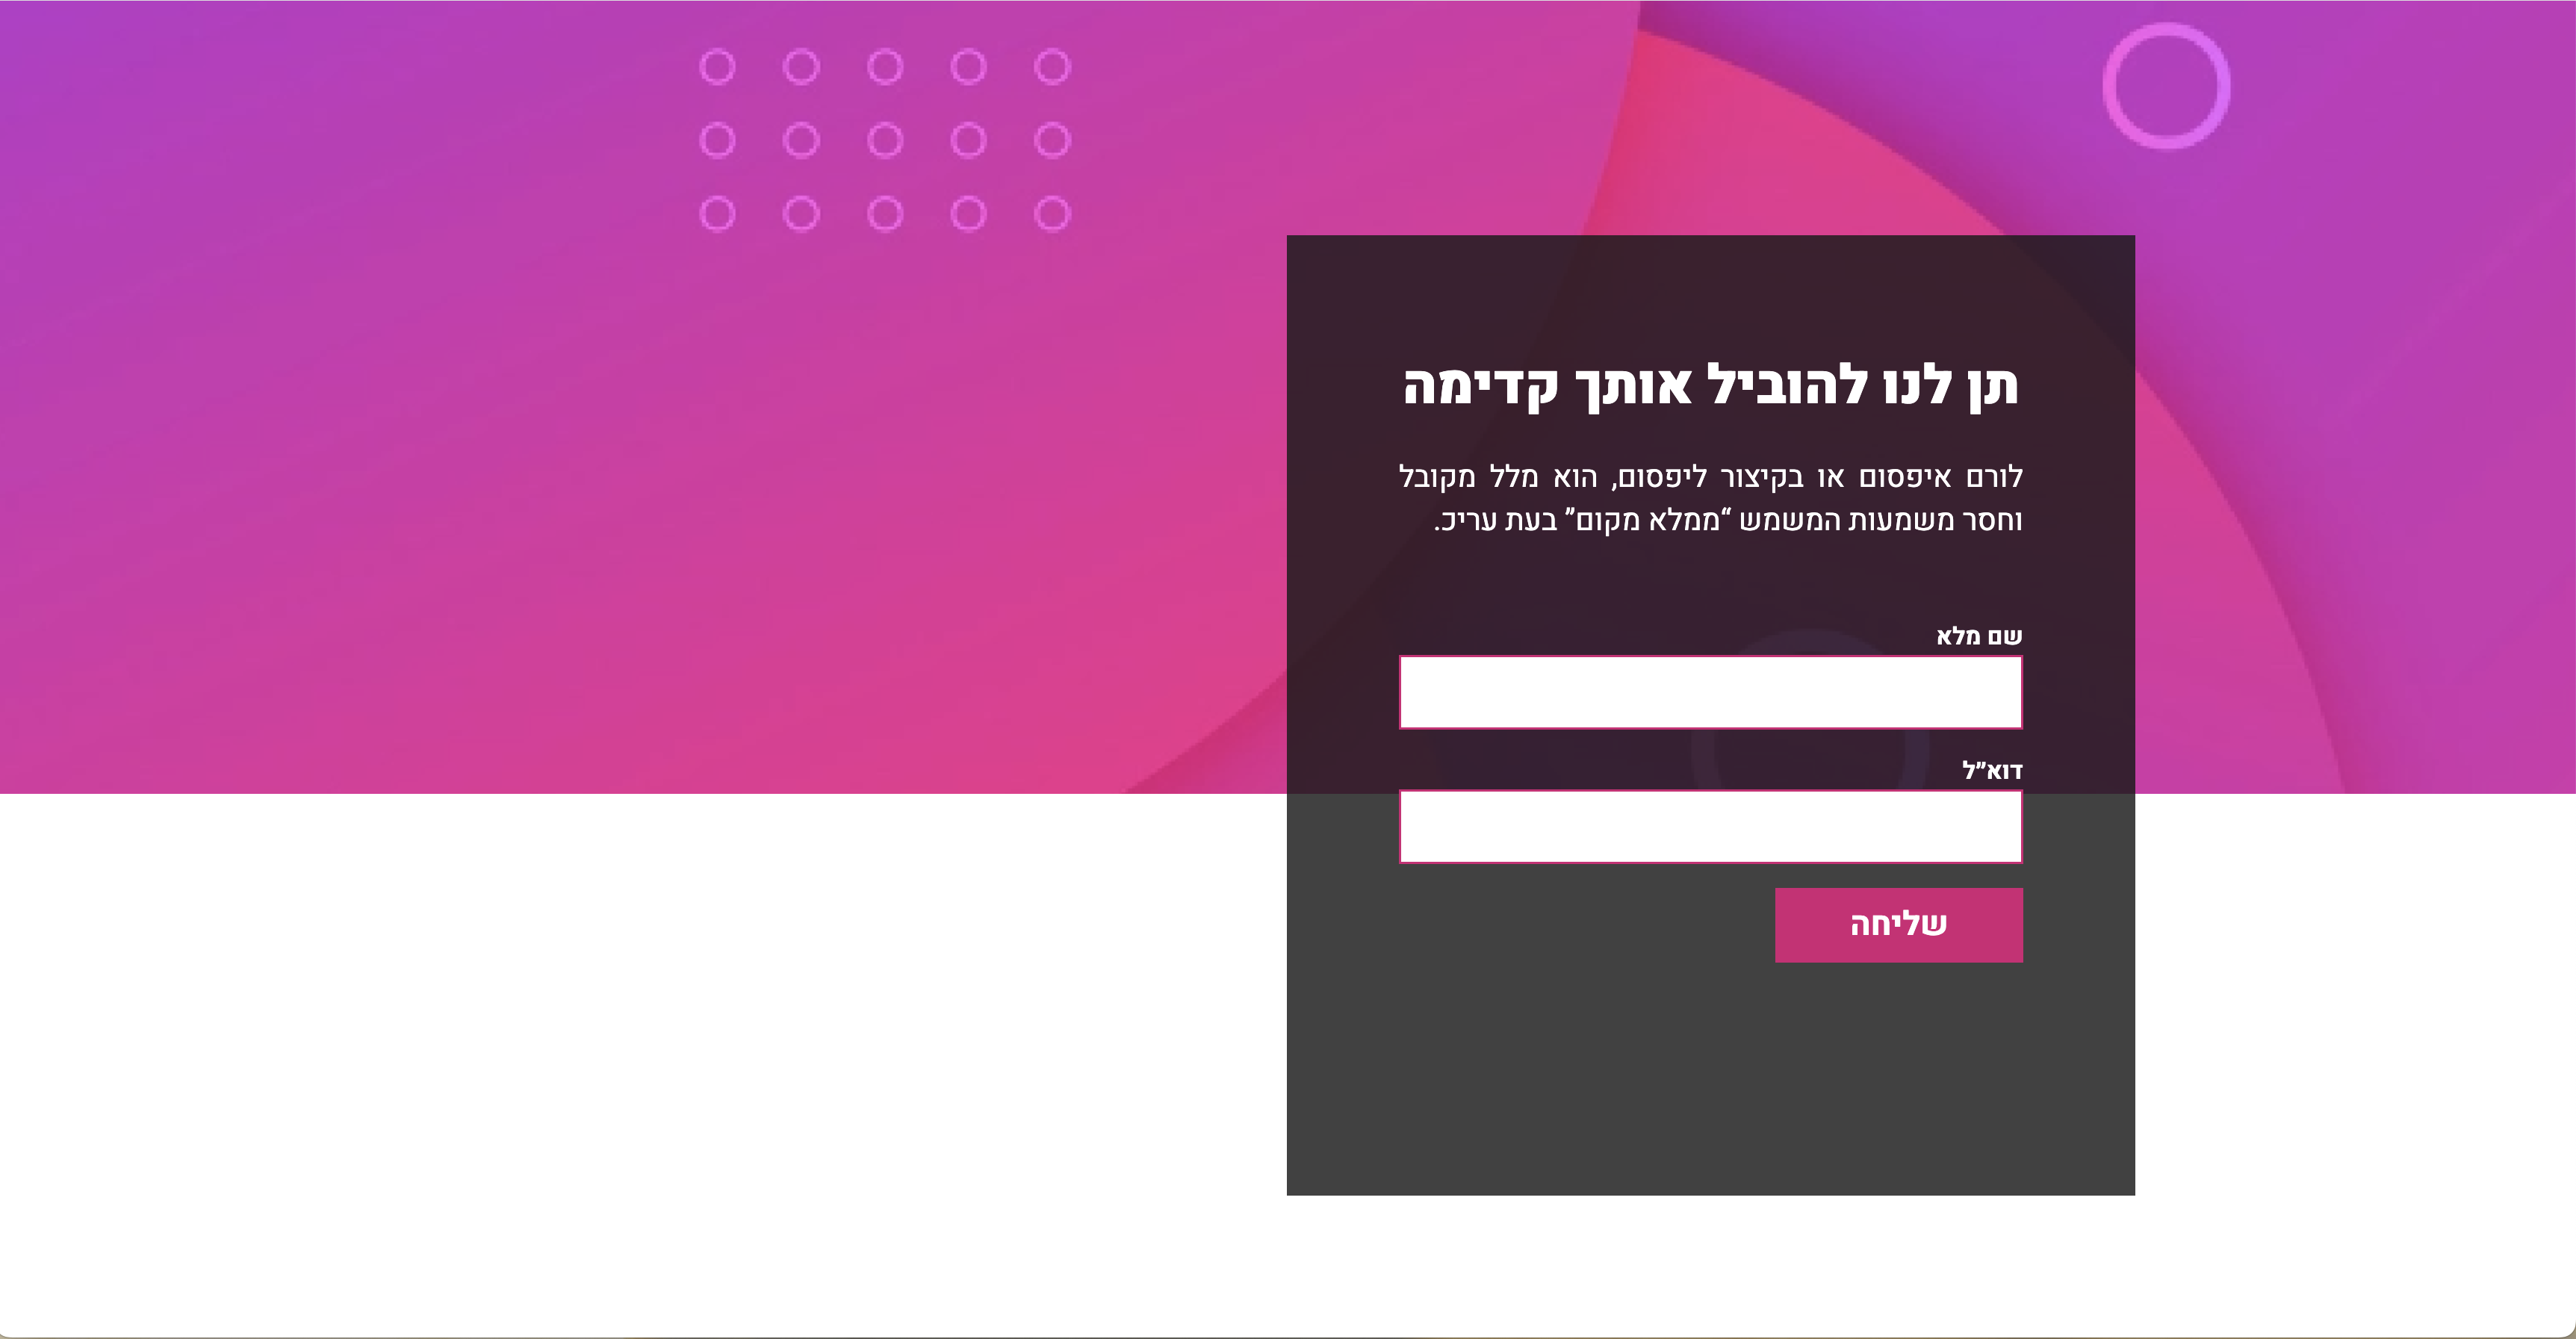 תן לנו להוביל אותך קדימה
לורם איפסום או בקיצור ליפסום, הוא מלל מקובל
וחסר משמעות המשמש “ממלא מקום” בעת עריכ.
שם מלא
דוא”ל
שליחה